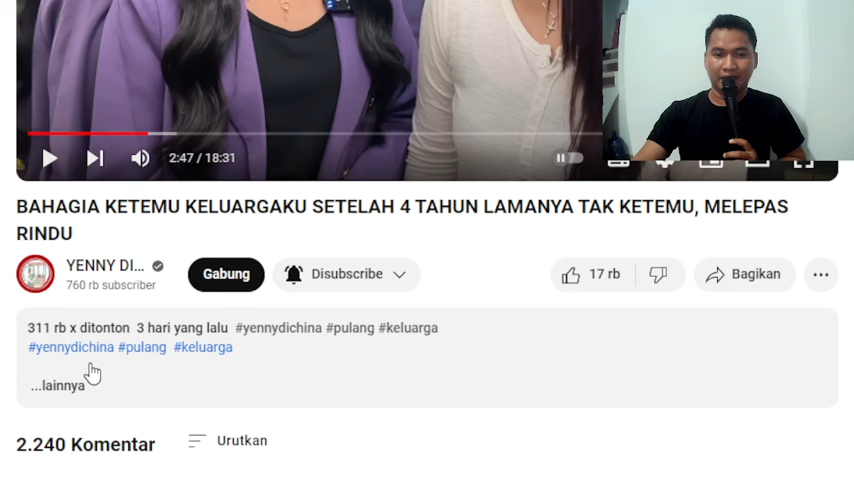 2:47 / 18:31
BAHAGIA KETEMU KELUARGAKU SETELAH 4 TAHUN LAMANYA TAK KETEMU, MELEPAS
RINDU
YENNY DI...
760 rb subscriber
Gabung
Disubscribe
17 rb
Bagikan
311 rb x ditonton 3 hari yang lalu #yennydichina #pulang #keluarga
#yennydichina #pulang #keluarga
...lainnya
2.240 Komentar
Urutkan